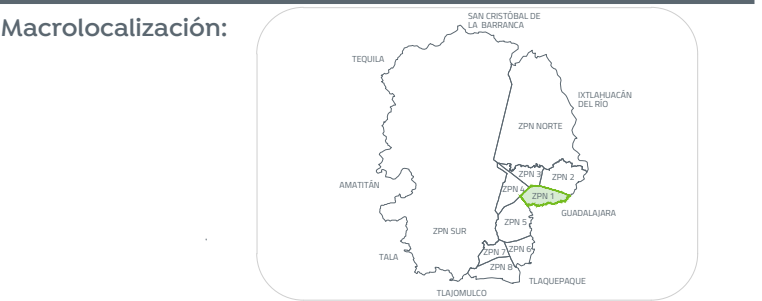 Macrolocalización:
SAN CRISTÓBAL DE
LA BARRANCA
TEQUILA
IXTLAHUACÁN
DEL RÍO
ZPN NORTE
ZPN 3
ZPN 2
AMATITÁN
ZPN 4
ZPN 1
GUADALAJARA
ZPN 5
ZPN SUR
ZPN 7
ZPN 6
TALA
ZPN 8
TLAQUEPAQUE
TLAJOMULCO